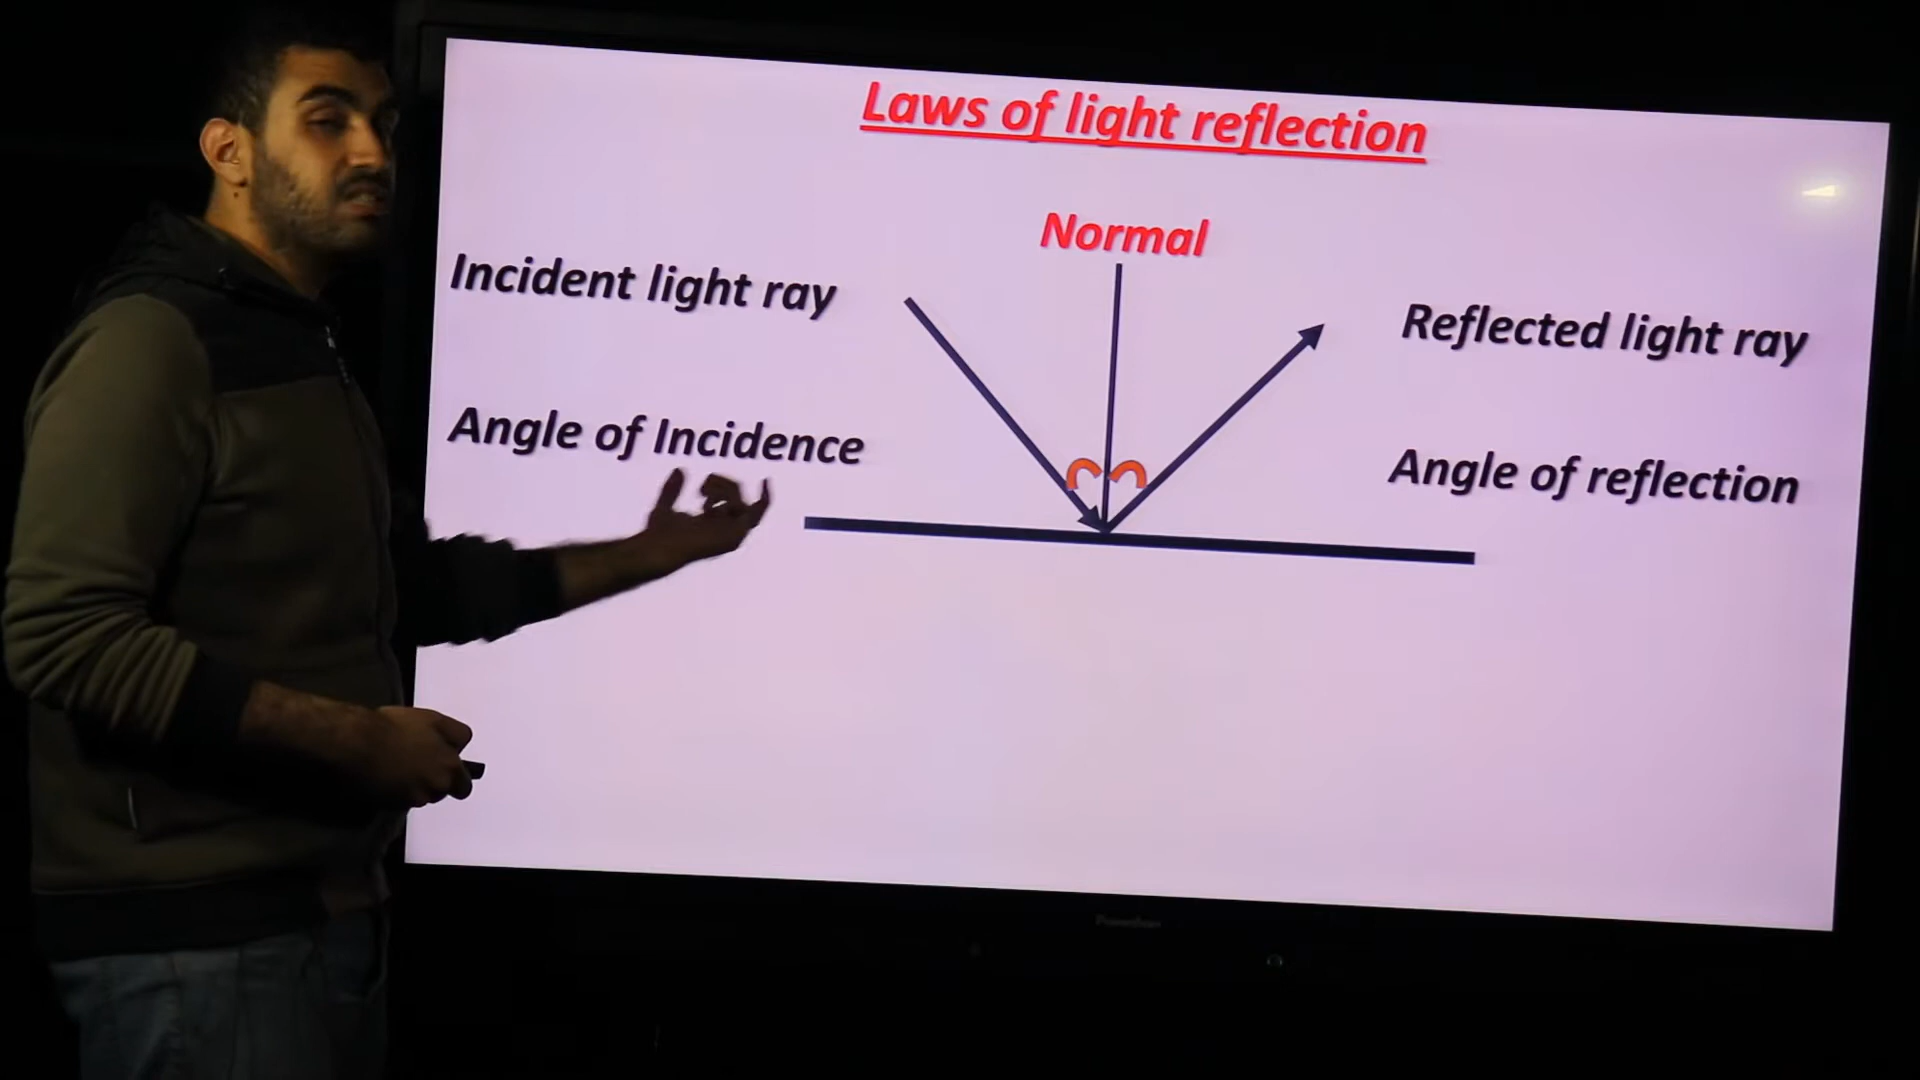 Laws of light reflection
Normal
Incident light ray
Reflected light ray
Angle of Incidence
Angle of reflection